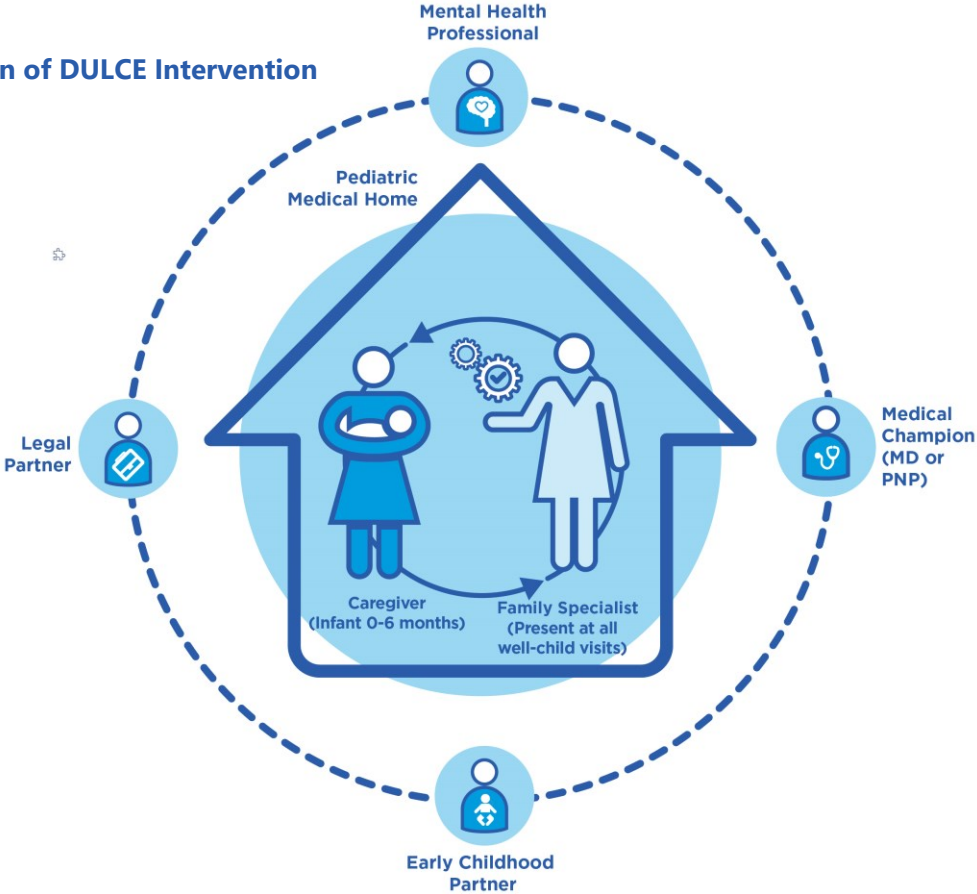 Mental Health
Professional
n of DULCE Intervention
Pediatric
Medical Home
Legal
Partner
Medical
Champion
(MD or
PNP)
Caregiver
(Infant 0-6 months)
Family Specialist
(Present at all
well-child visits)
Early Childhood
Partner